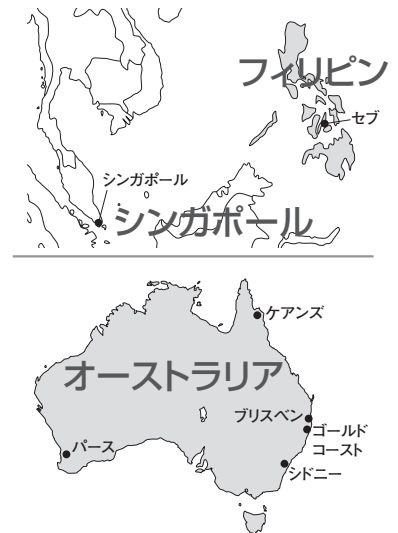 フィリピン
セブ
シンガポール
シンガポール
ケアンズ
オーストラリア
ブリスベン
ゴールド
コースト
パース
シドニー